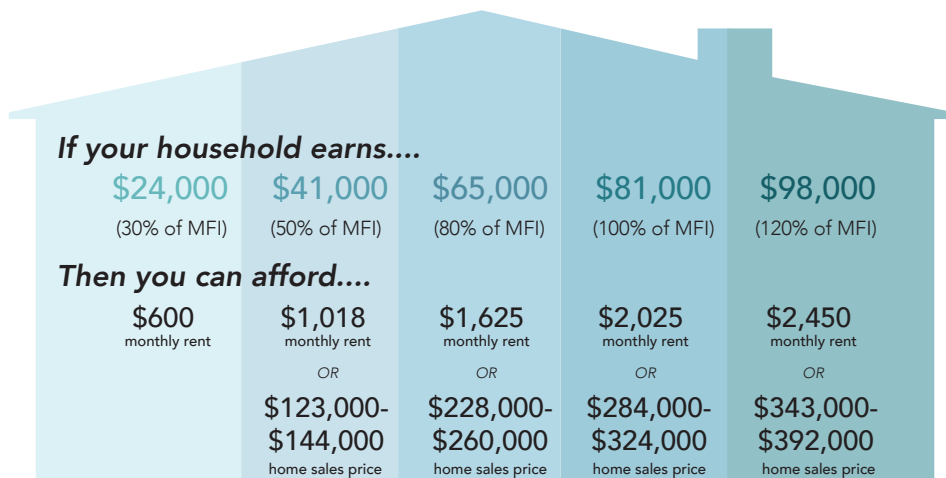 If your household earns....
$24,000 $41,000 $65,000 $81,000 $98,000
(30% of MFI) (50% of MFI) (80% of MFI) (100% of MFI) (120% of MFI)
Then you can afford....
$600 $1,018 $1,625 $2,025 $2,450
monthly rent monthly rent monthly rent monthly rent monthly rent
OR OR OR OR
$123,000- $228,000- $284,000- $343,000-
$144,000 $260,000 $324,000 $392,000
home sales price home sales price home sales price home sales price